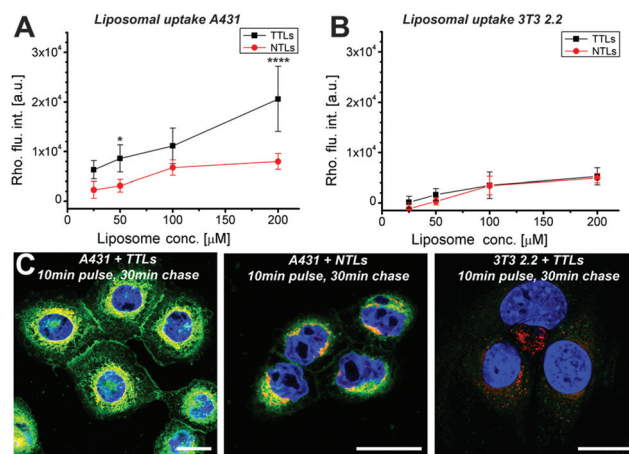 A
Liposomal uptake A431
TTLs
NTLs
Rho. flu. int. [a.u.]
3x10⁴
2x10⁴
1x10⁴
0
*
****
50 100 150 200
Liposome conc. [µM]
B
Liposomal uptake 3T3 2.2
TTLs
NTLs
Rho. flu. int. [a.u.]
3x10⁴
2x10⁴
1x10⁴
0
50 100 150 200
Liposome conc. [µM]
C
A431 + TTLs
10min pulse, 30min chase
A431 + NTLs
10min pulse, 30min chase
3T3 2.2 + TTLs
10min pulse, 30min chase